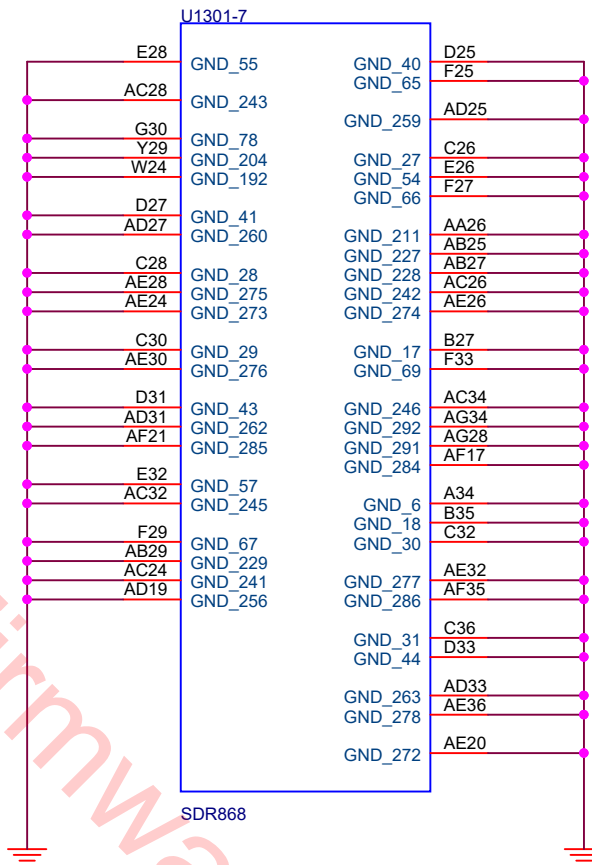 U1301-7
E28 GND_55 GND_40 D25
GND_65 F25
AC28 GND_243 GND_259 AD25
G30 GND_78
Y29 GND_204 GND_27 C26
W24 GND_192 GND_54 E26
GND_66 F27
D27 GND_41
AD27 GND_260 GND_211 AA26
GND_227 AB25
C28 GND_28 GND_228 AB27
AE28 GND_275 GND_242 AC26
AE24 GND_273 GND_274 AE26
C30 GND_29 GND_17 B27
AE30 GND_276 GND_69 F33
D31 GND_43 GND_246 AC34
AD31 GND_262 GND_292 AG34
AF21 GND_285 GND_291 AG28
GND_284 AF17
E32 GND_57
AC32 GND_245 GND_6 A34
GND_18 B35
F29 GND_67 GND_30 C32
AB29 GND_229
AC24 GND_241 GND_277 AE32
AD19 GND_256 GND_286 AF35
GND_31 C36
GND_44 D33
GND_263 AD33
GND_278 AE36
GND_272 AE20
SDR868